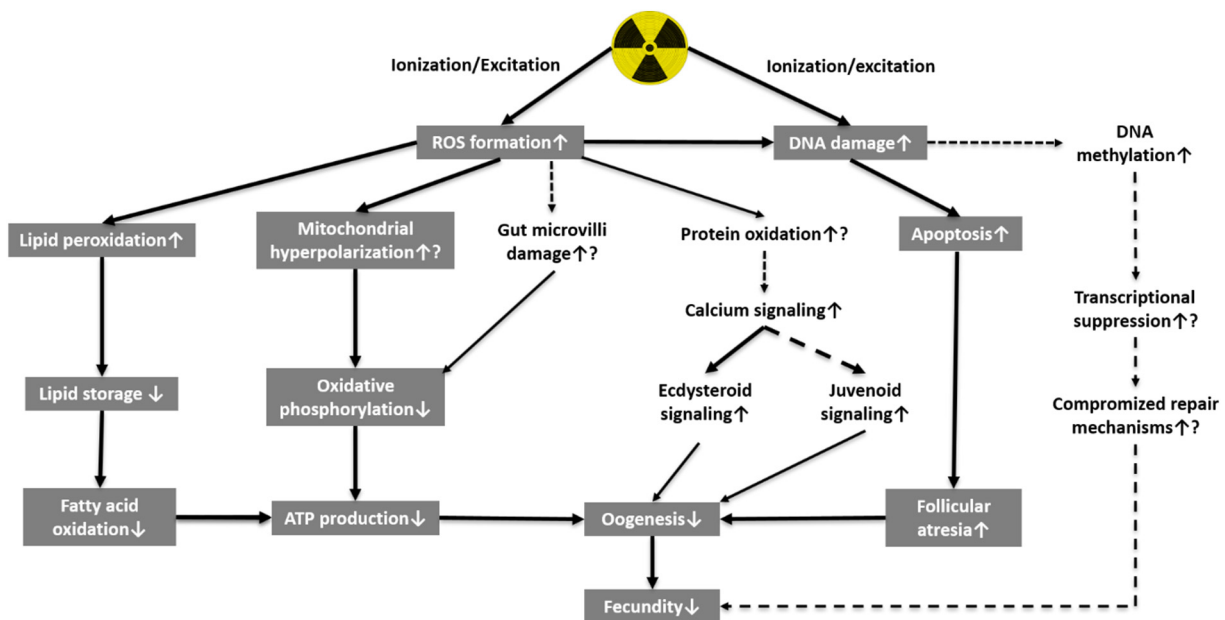 Ionization/Excitation
Ionization/excitation
ROS formation↑
DNA damage↑
DNA
methylation↑
Lipid peroxidation↑
Mitochondrial
hyperpolarization↑?
Gut microvilli
damage↑?
Protein oxidation↑?
Apoptosis↑
Calcium signaling↑
Transcriptional
suppression↑?
Lipid storage ↓
Oxidative
phosphorylation↓
Ecdysteroid
signaling↑
Juvenoid
signaling↑
Compromized repair
mechanisms↑?
Fatty acid
oxidation↓
ATP production↓
Oogenesis↓
Follicular
atresia↑
Fecundity↓